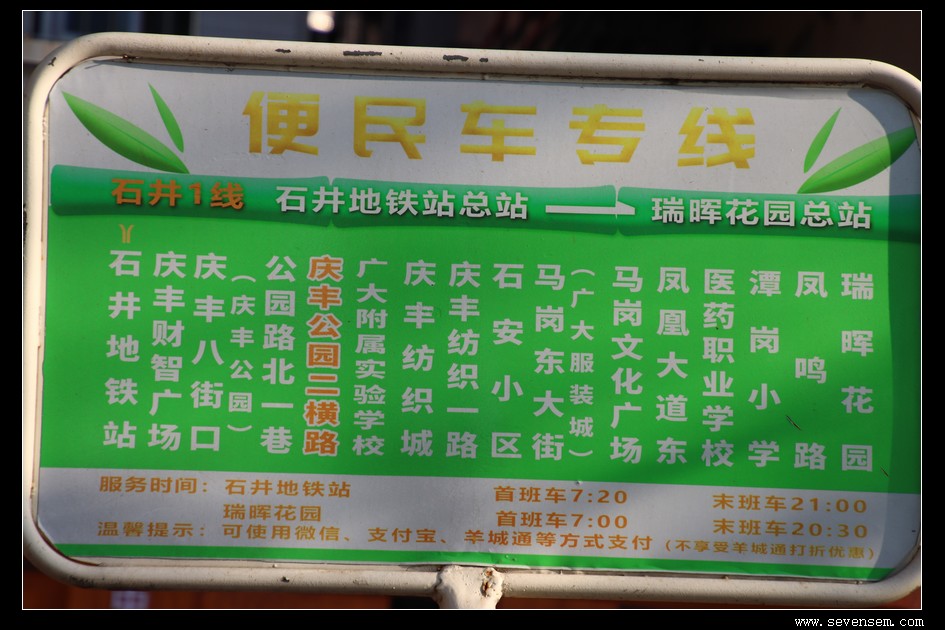 便民车专线
石井1线 石井地铁站总站 瑞晖花园总站
石井地铁站
庆丰财智广场
庆丰八街口
（庆丰公园）
公园路北一巷
庆丰公园二横路
广大附属实验学校
庆丰纺织城
庆丰纺织一路
石安小区
马岗东大街
（广大服装城）
马岗文化广场
凤凰大道东
医药职业学校
潭岗小学
凤鸣路
瑞晖花园
服务时间：石井地铁站 首班车7:20 末班车21:00
瑞晖花园 首班车7:00 末班车20:30
温馨提示：可使用微信、支付宝、羊城通等方式支付（不享受羊城通打折优惠）
www.sevensem.com